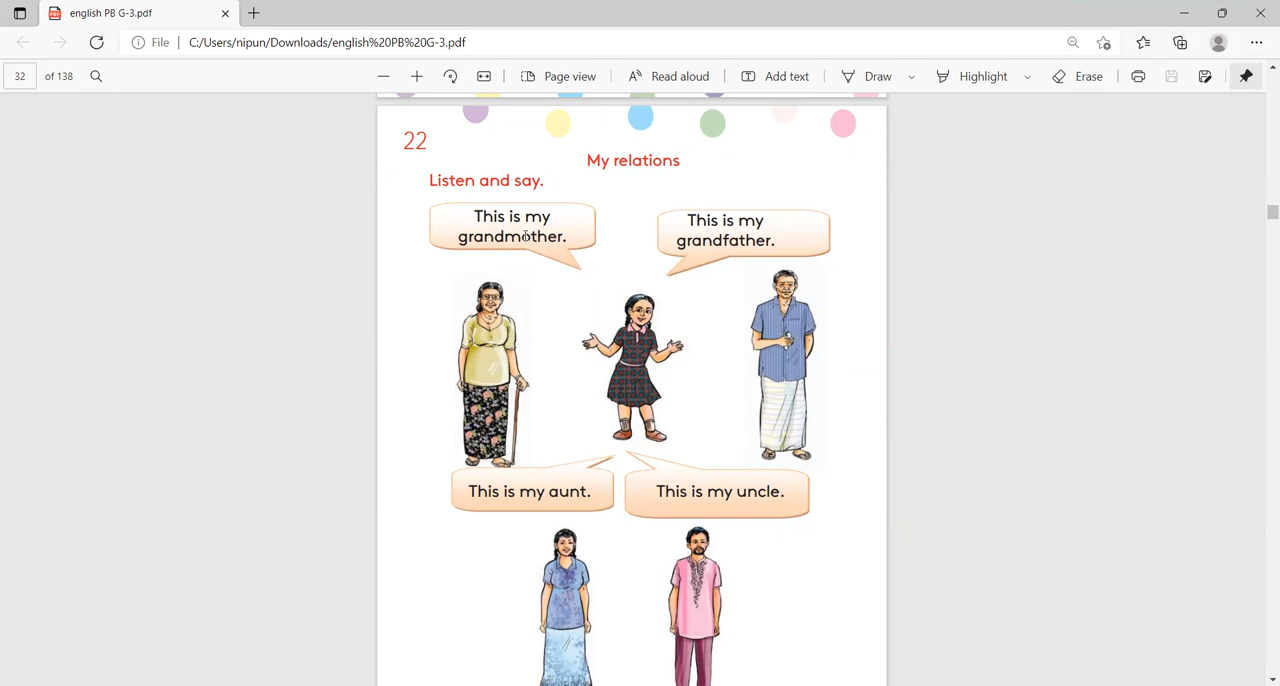 english PB G-3.pdf
File
C:/Users/nipun/Downloads/english%20PB%20G-3.pdf
32 of 138
Page view
Read aloud
Add text
Draw
Highlight
Erase
22
My relations
Listen and say.
This is my
grandmother.
This is my
grandfather.
This is my aunt.
This is my uncle.